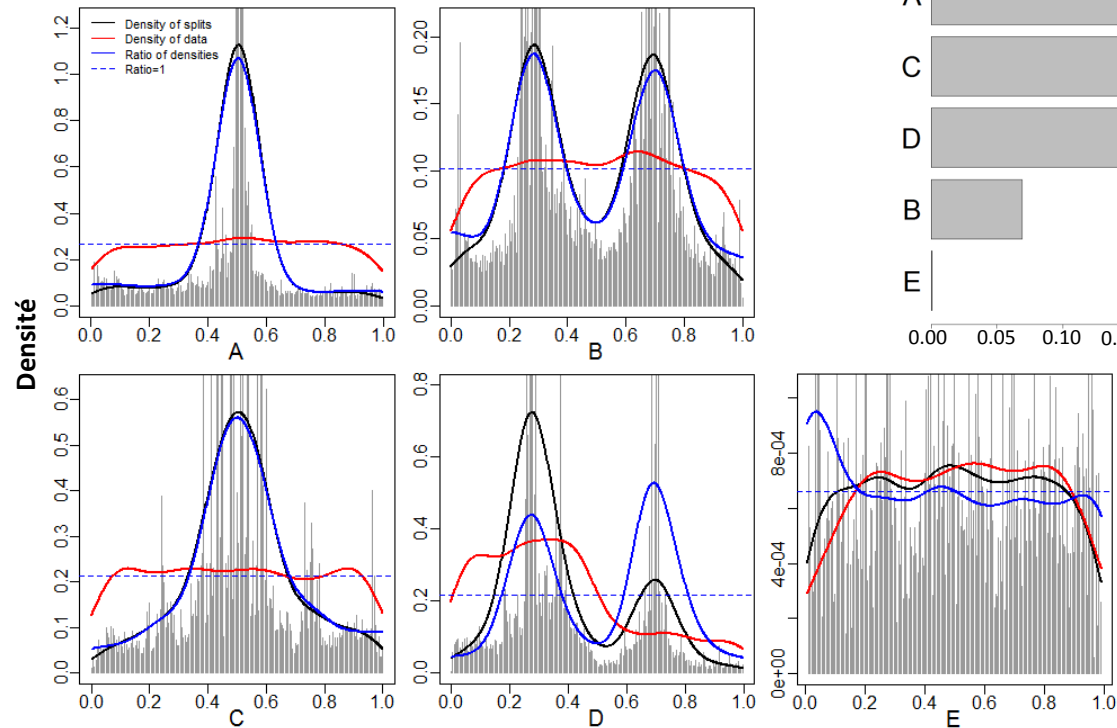 Densité
0.0 0.2 0.4 0.6 0.8 1.0 1.2
Density of splits
Density of data
Ratio of densities
Ratio=1
0.0 0.2 0.4 0.6 0.8 1.0
A
0.00 0.05 0.10 0.15 0.20
0.0 0.2 0.4 0.6 0.8 1.0
B
A
C
D
B
E
0.00 0.05 0.10
0.0 0.1 0.2 0.3 0.4 0.5 0.6
0.0 0.2 0.4 0.6 0.8 1.0
C
0.0 0.2 0.4 0.6 0.8
0.0 0.2 0.4 0.6 0.8 1.0
D
0e+00 4e-04 8e-04
0.0 0.2 0.4 0.6 0.8 1.0
E